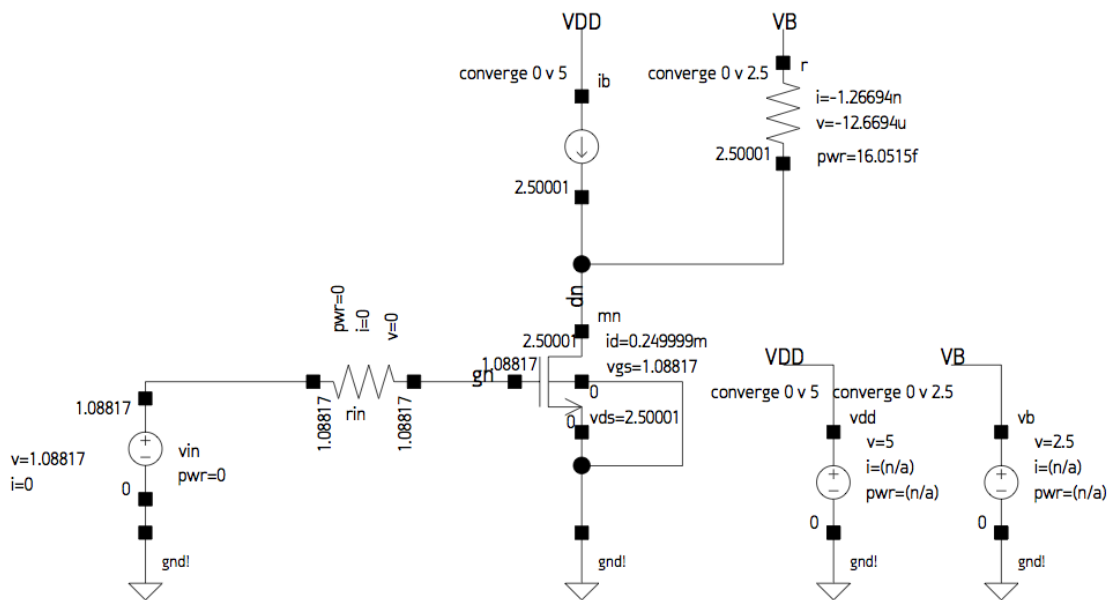 VDD
VB
converge 0 v 5
ib
converge 0 v 2.5
r
i=-1.26694n
v=-12.6694u
2.50001
pwr=16.0515f
2.50001
dn
pwr=0
i=0
v=0
mn
2.50001
id=0.249999m
gn
1.08817
vgs=1.08817
0
1.08817
rin
1.08817
0
vds=2.50001
1.08817
v=1.08817
i=0
vin
pwr=0
0
gnd!
gnd!
VDD
VB
converge 0 v 5
converge 0 v 2.5
vdd
v=5
i=(n/a)
pwr=(n/a)
0
gnd!
vb
v=2.5
i=(n/a)
pwr=(n/a)
0
gnd!